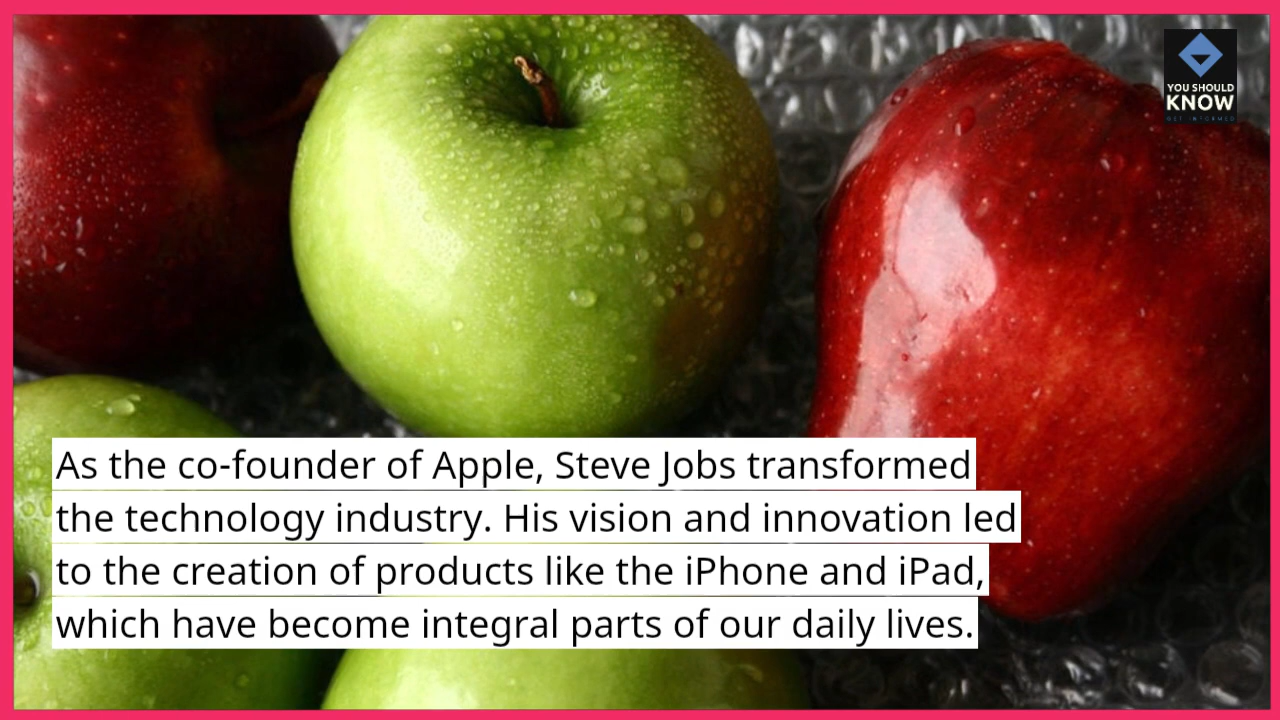 YOU SHOULD
KNOW
GET INFORMED
As the co-founder of Apple, Steve Jobs transformed
the technology industry. His vision and innovation led
to the creation of products like the iPhone and iPad,
which have become integral parts of our daily lives.